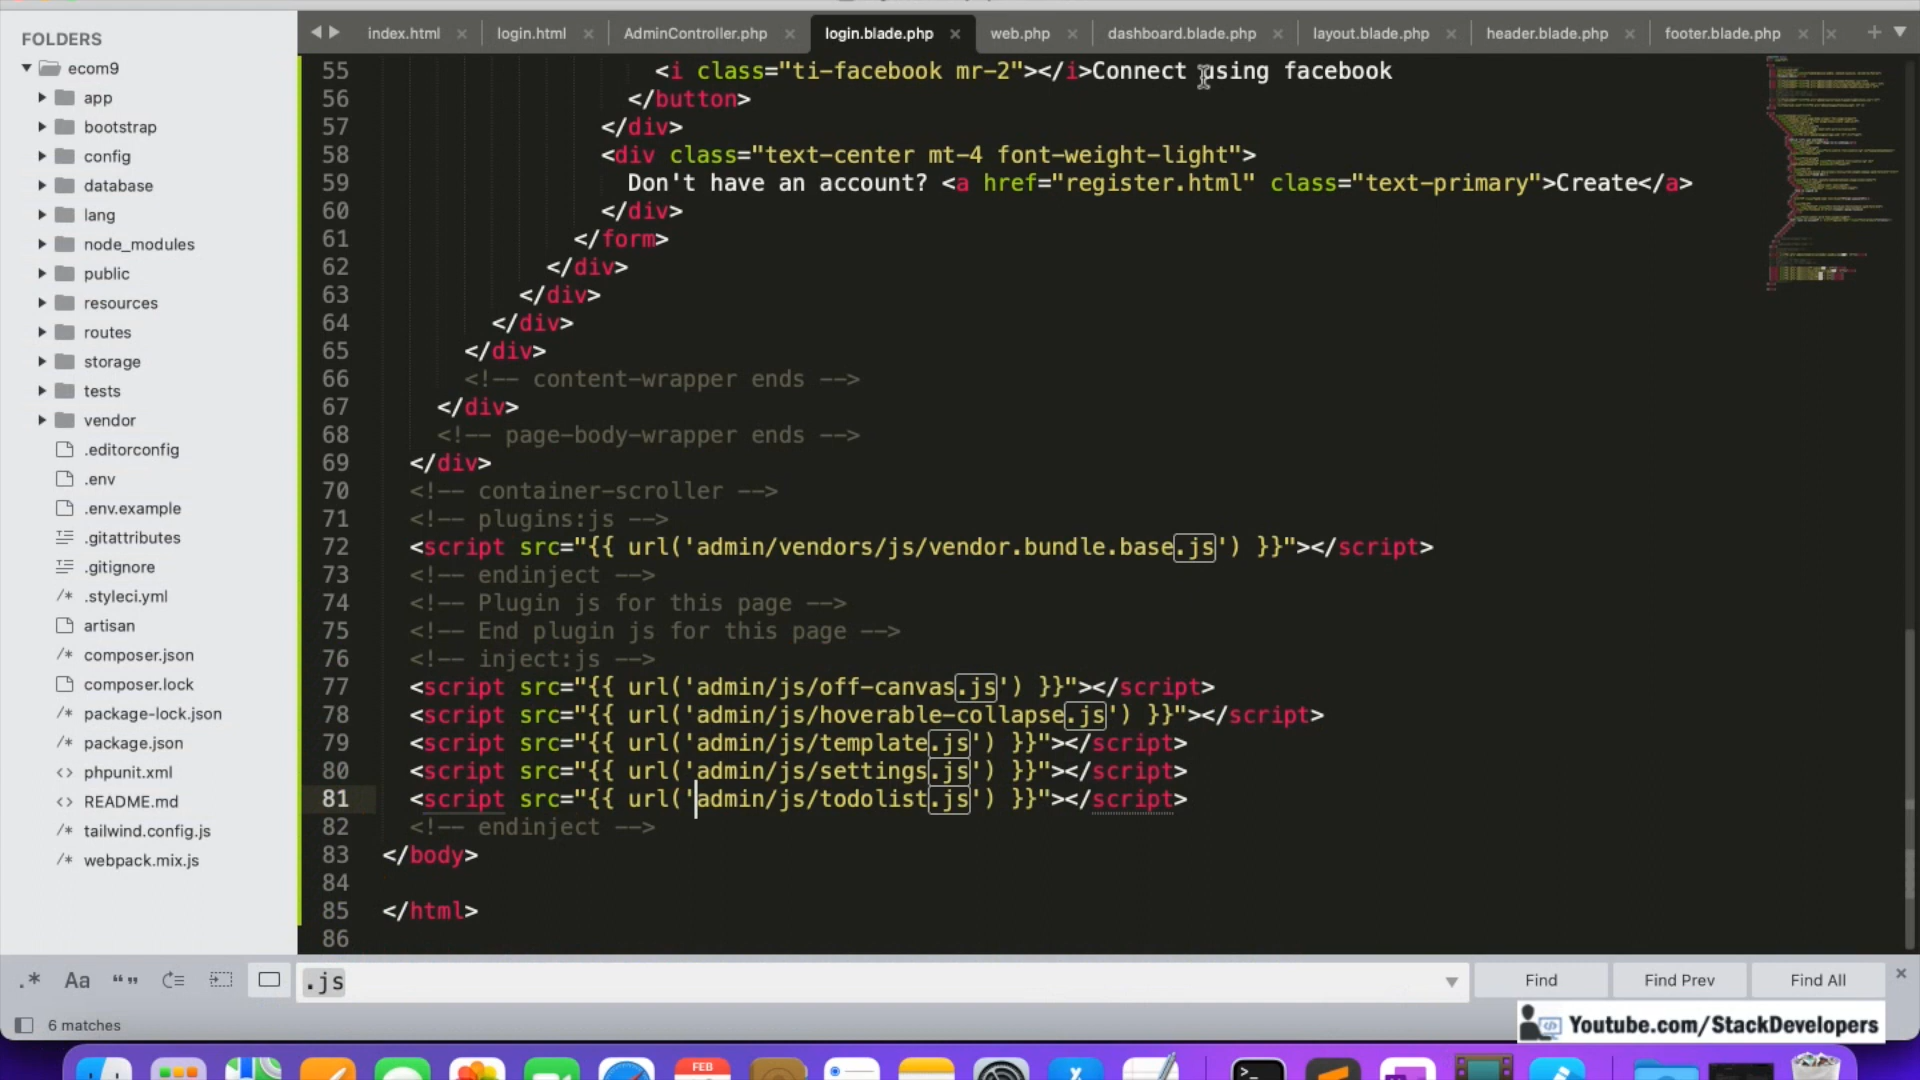 FOLDERS
ecom9
app
bootstrap
config
database
lang
node_modules
public
resources
routes
storage
tests
vendor
.editorconfig
.env
.env.example
.gitattributes
.gitignore
/* .styleci.yml
artisan
/* composer.json
composer.lock
/* package-lock.json
/* package.json
<> phpunit.xml
<> README.md
/* tailwind.config.js
/* webpack.mix.js
index.html × login.html × AdminController.php × login.blade.php × web.php × dashboard.blade.php × layout.blade.php × header.blade.php × footer.blade.php ×
55 <i class="ti-facebook mr-2"></i>Connect using facebook
56 </button>
57 </div>
58 <div class="text-center mt-4 font-weight-light">
59 Don't have an account? <a href="register.html" class="text-primary">Create</a>
60 </div>
61 </form>
62 </div>
63 </div>
64 </div>
65 </div>
66 <!-- content-wrapper ends -->
67 </div>
68 <!-- page-body-wrapper ends -->
69 </div>
70 <!-- container-scroller -->
71 <!-- plugins:js -->
72 <script src="{{ url('admin/vendors/js/vendor.bundle.base.js') }}"></script>
73 <!-- endinject -->
74 <!-- Plugin js for this page -->
75 <!-- End plugin js for this page -->
76 <!-- inject:js -->
77 <script src="{{ url('admin/js/off-canvas.js') }}"></script>
78 <script src="{{ url('admin/js/hoverable-collapse.js') }}"></script>
79 <script src="{{ url('admin/js/template.js') }}"></script>
80 <script src="{{ url('admin/js/settings.js') }}"></script>
81 <script src="{{ url('admin/js/todolist.js') }}"></script>
82 <!-- endinject -->
83 </body>
84
85 </html>
86
.* Aa “” .js Find Find Prev Find All
6 matches
Youtube.com/StackDevelopers
FEB